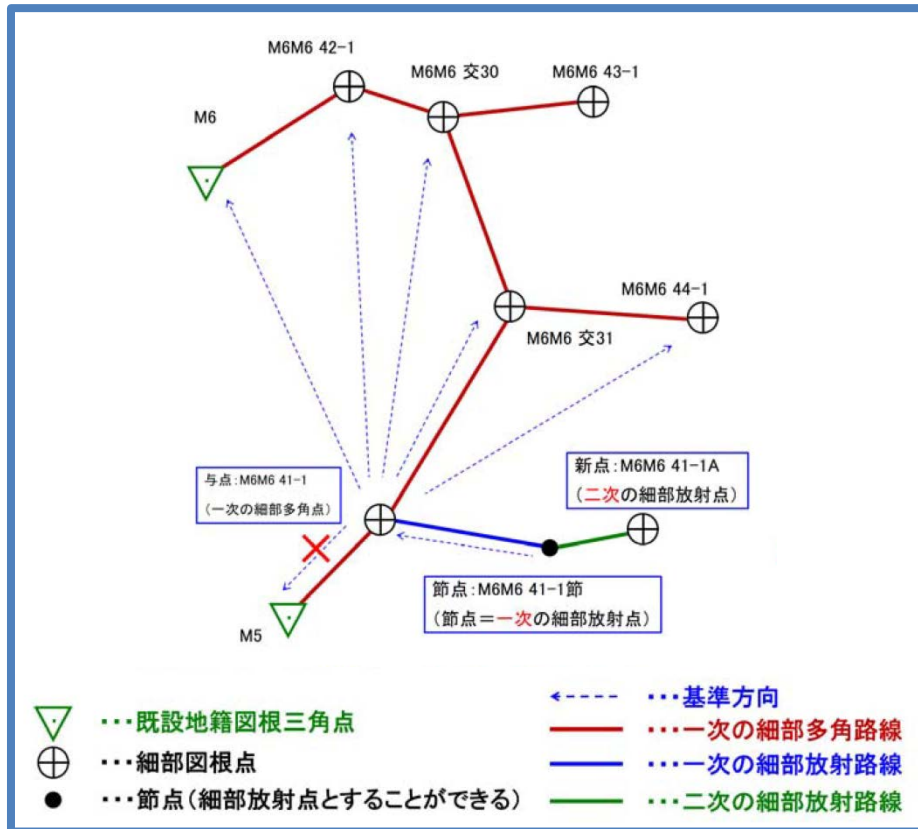 M6M6 42-1
M6M6 交30
M6M6 43-1
M6
M6M6 44-1
M6M6 交31
与点:M6M6 41-1
(一次の細部多角点)
新点:M6M6 41-1A
(二次の細部放射点)
節点:M6M6 41-1節
(節点=一次の細部放射点)
M5
・・・既設地籍図根三角点
・・・細部図根点
・・・節点(細部放射点とすることができる)
・・・基準方向
・・・一次の細部多角路線
・・・一次の細部放射路線
・・・二次の細部放射路線